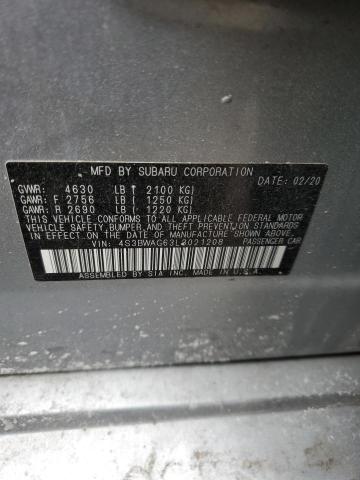 MFD BY SUBARU CORPORATION
DATE: 02/20
GVWR: 4630 LB ( 2100 KG)
GAWR: F 2756 LB ( 1250 KG)
GAWR: R 2690 LB ( 1220 KG)
THIS VEHICLE CONFORMS TO ALL APPLICABLE FEDERAL MOTOR
VEHICLE SAFETY, BUMPER, AND THEFT PREVENTION
STANDARDS IN EFFECT ON THE DATE OF MANUFACTURE
SHOWN ABOVE.
VIN: 4S3BWAG63L3021208 PASSENGER CAR
ASSEMBLED BY SIA INC. MADE IN U.S.A.